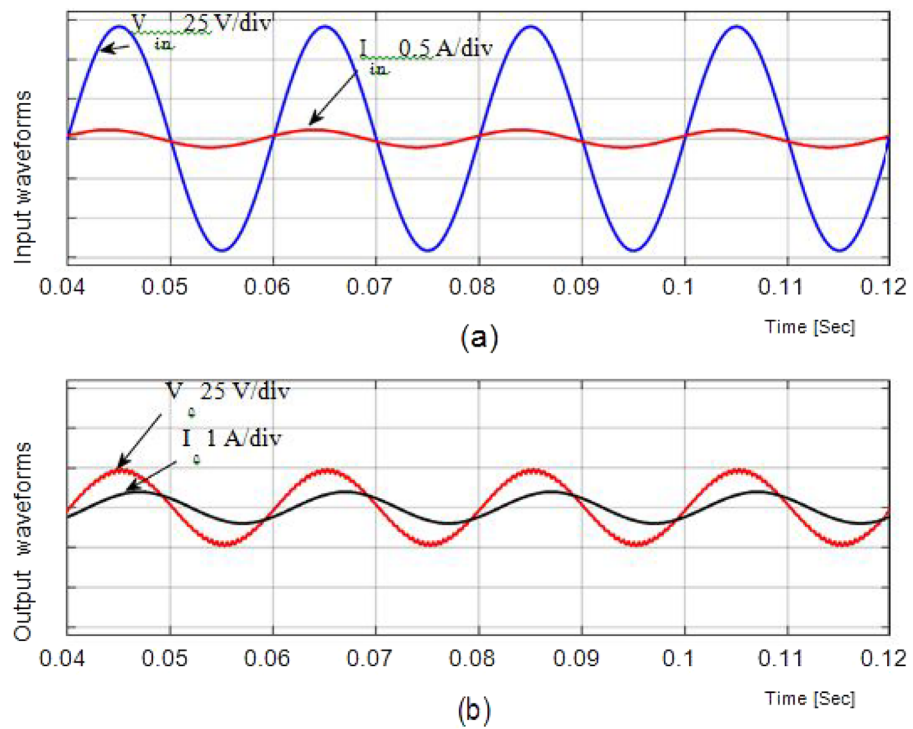 V in 25 V/div
I in 0.5 A/div
Input waveforms
0.04 0.05 0.06 0.07 0.08 0.09 0.1 0.11 0.12
Time [Sec]
(a)
V o 25 V/div
I o 1 A/div
Output waveforms
0.04 0.05 0.06 0.07 0.08 0.09 0.1 0.11 0.12
Time [Sec]
(b)